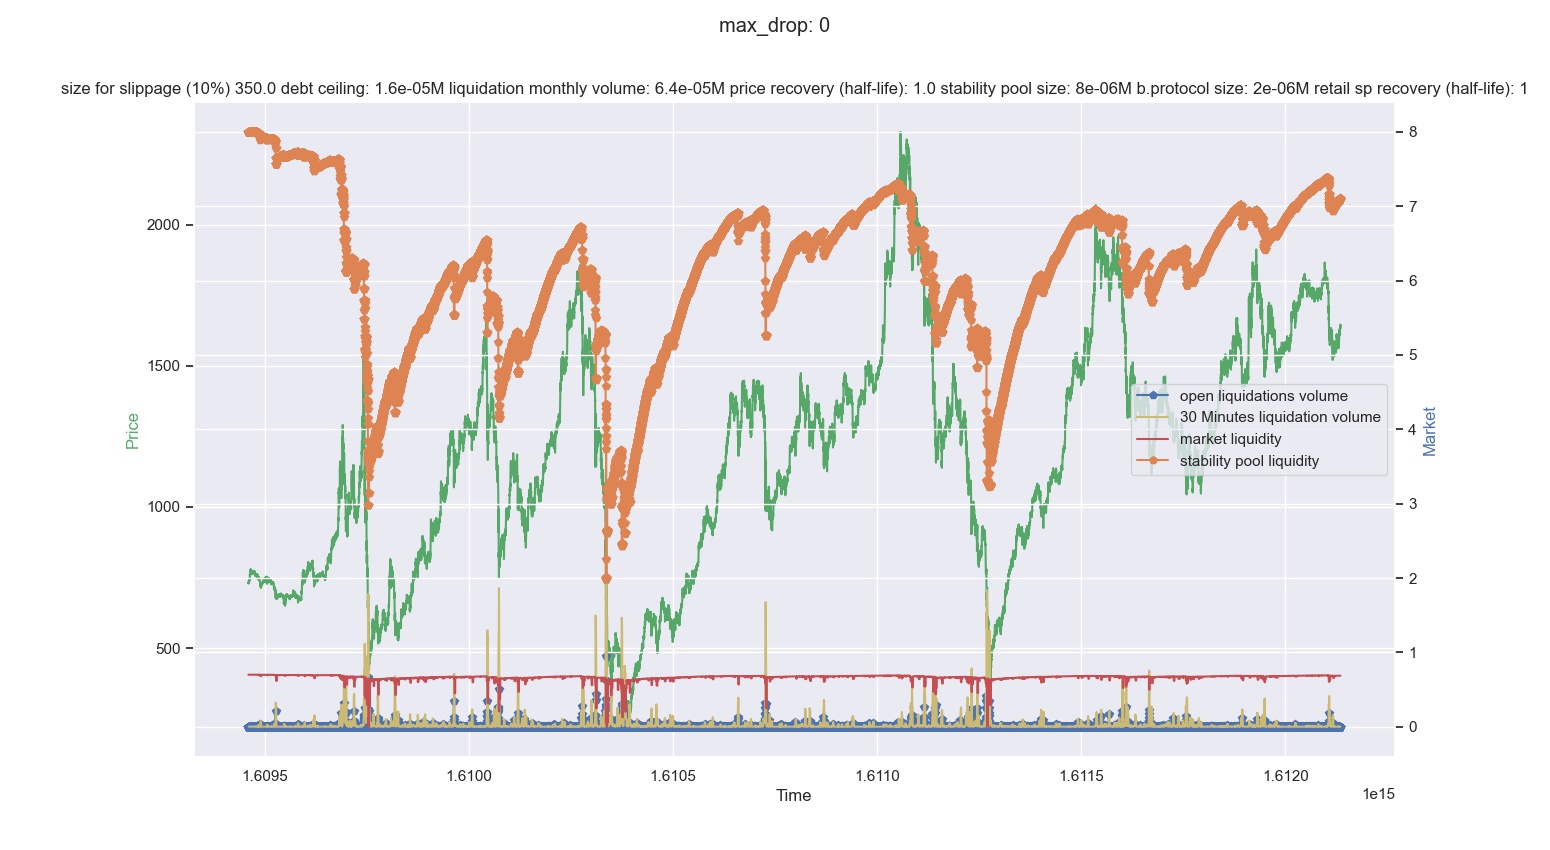 max_drop: 0
size for slippage (10%) 350.0 debt ceiling: 1.6e-05M liquidation monthly volume: 6.4e-05M price recovery (half-life): 1.0 stability pool size: 8e-06M b.protocol size: 2e-06M retail sp recovery (half-life): 1
8
7
2000
6
5
1500
open liquidations volume
30 Minutes liquidation volume
Price
4
Market
market liquidity
stability pool liquidity
1000
3
2
500
1
0
1.6095
1.6100
1.6105
1.6110
1.6115
1.6120
Time
1e15